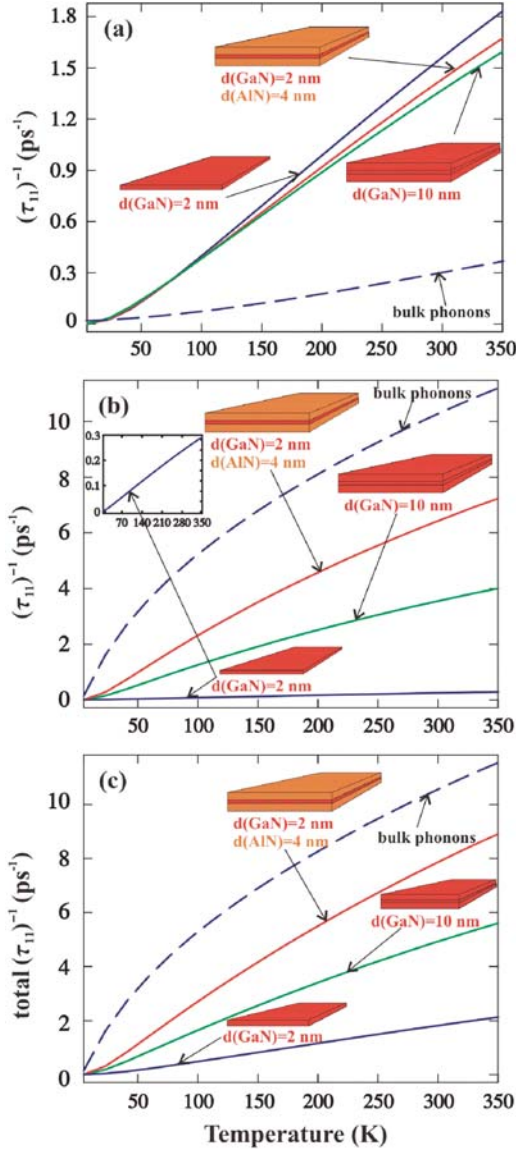 (a)
1.8
1.5
1.2
0.9
0.6
0.3
0
(τ₁₁)⁻¹ (ps⁻¹)
d(GaN)=2 nm
d(AlN)=4 nm
d(GaN)=2 nm
d(GaN)=10 nm
bulk phonons
50 100 150 200 250 300 350
(b)
10
8
6
4
2
0
(τ₁₁)⁻¹ (ps⁻¹)
0.3
0.2
0.1
0
70 140 210 280 350
bulk phonons
d(GaN)=2 nm
d(AlN)=4 nm
d(GaN)=10 nm
d(GaN)=2 nm
50 100 150 200 250 300 350
(c)
10
8
6
4
2
0
total (τ₁₁)⁻¹ (ps⁻¹)
d(GaN)=2 nm
d(AlN)=4 nm
bulk phonons
d(GaN)=10 nm
d(GaN)=2 nm
50 100 150 200 250 300 350
Temperature (K)